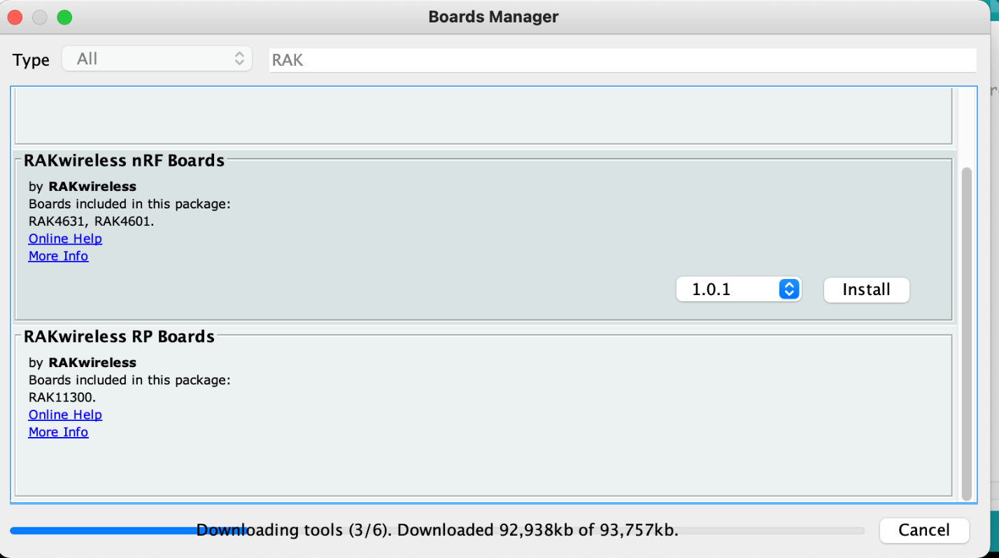 Boards Manager
Type All RAK
RAKwireless nRF Boards
by RAKwireless
Boards included in this package:
RAK4631, RAK4601.
Online Help
More Info
1.0.1 Install
RAKwireless RP Boards
by RAKwireless
Boards included in this package:
RAK11300.
Online Help
More Info
Downloading tools (3/6). Downloaded 92,938kb of 93,757kb. Cancel